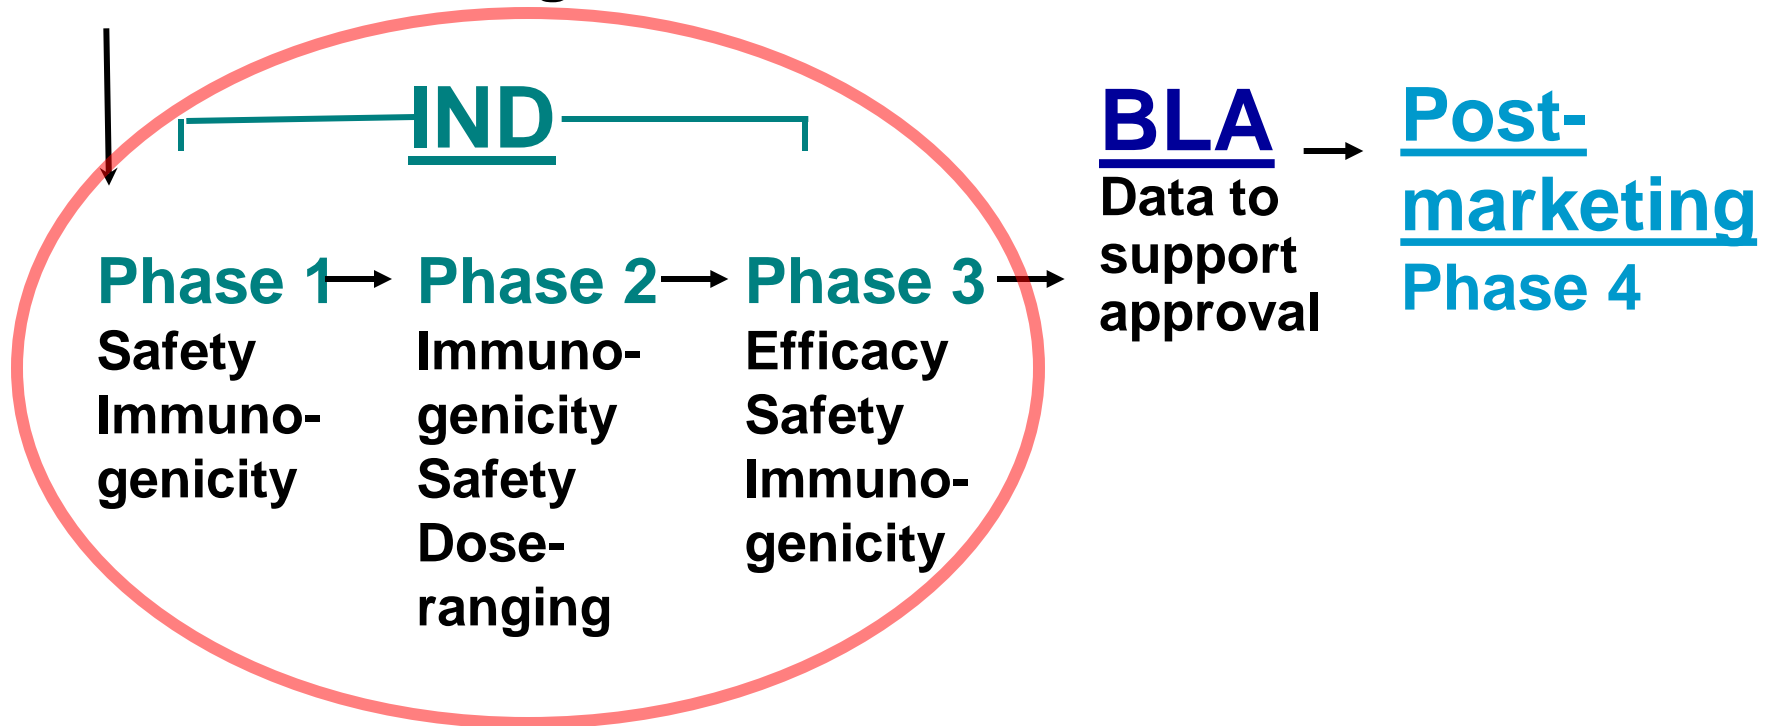 IND
Phase 1
Safety
Immuno-
genicity
Phase 2
Immuno-
genicity
Safety
Dose-
ranging
Phase 3
Efficacy
Safety
Immuno-
genicity
BLA
Data to
support
approval
Post-
marketing
Phase 4